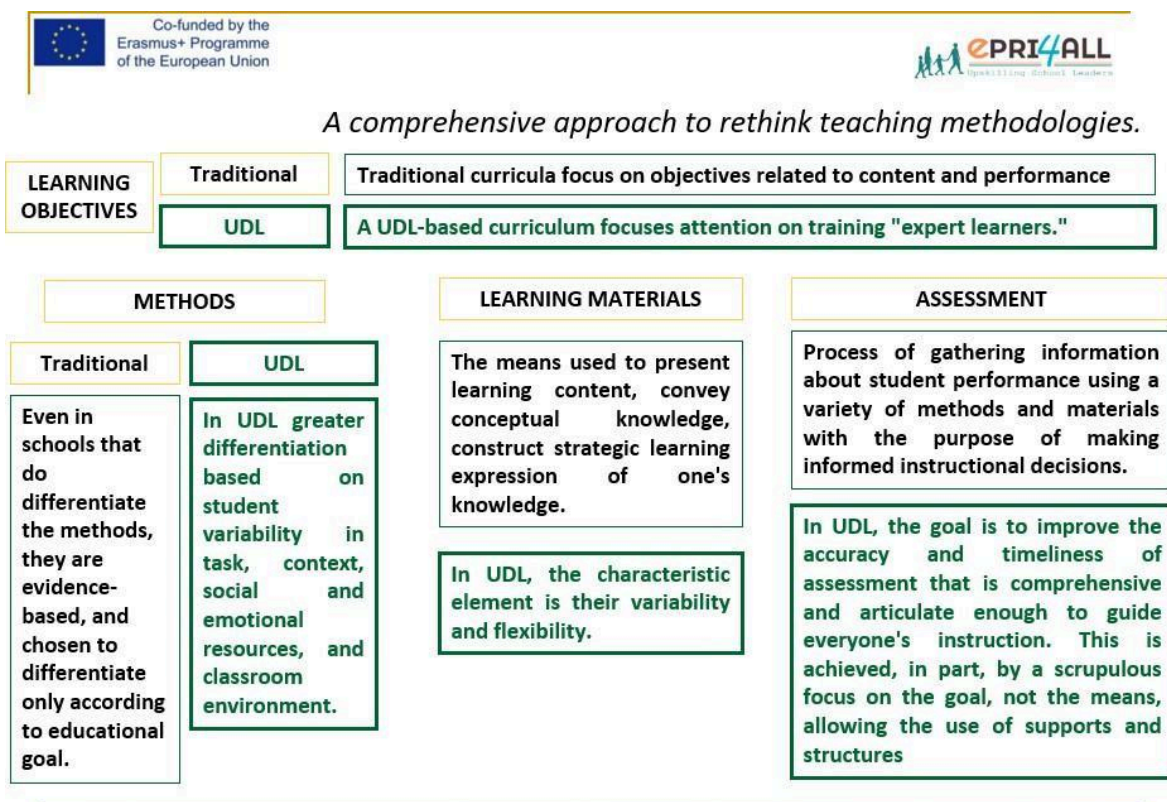 Co-funded by the
Erasmus+ Programme
of the European Union
ePRI4ALL
Upskilling School Leaders
A comprehensive approach to rethink teaching methodologies.
LEARNING
OBJECTIVES
Traditional
Traditional curricula focus on objectives related to content and performance
UDL
A UDL-based curriculum focuses attention on training "expert learners."
METHODS
Traditional
Even in
schools that
do
differentiate
the methods,
they are
evidence-
based, and
chosen to
differentiate
only according
to educational
goal.
UDL
In UDL greater
differentiation
based on
student
variability in
task, context,
social and
emotional
resources, and
classroom
environment.
LEARNING MATERIALS
The means used to present
learning content, convey
conceptual knowledge,
construct strategic learning
expression of one's
knowledge.
In UDL, the characteristic
element is their variability
and flexibility.
ASSESSMENT
Process of gathering information
about student performance using a
variety of methods and materials
with the purpose of making
informed instructional decisions.
In UDL, the goal is to improve the
accuracy and timeliness of
assessment that is comprehensive
and articulate enough to guide
everyone's instruction. This is
achieved, in part, by a scrupulous
focus on the goal, not the means,
allowing the use of supports and
structures